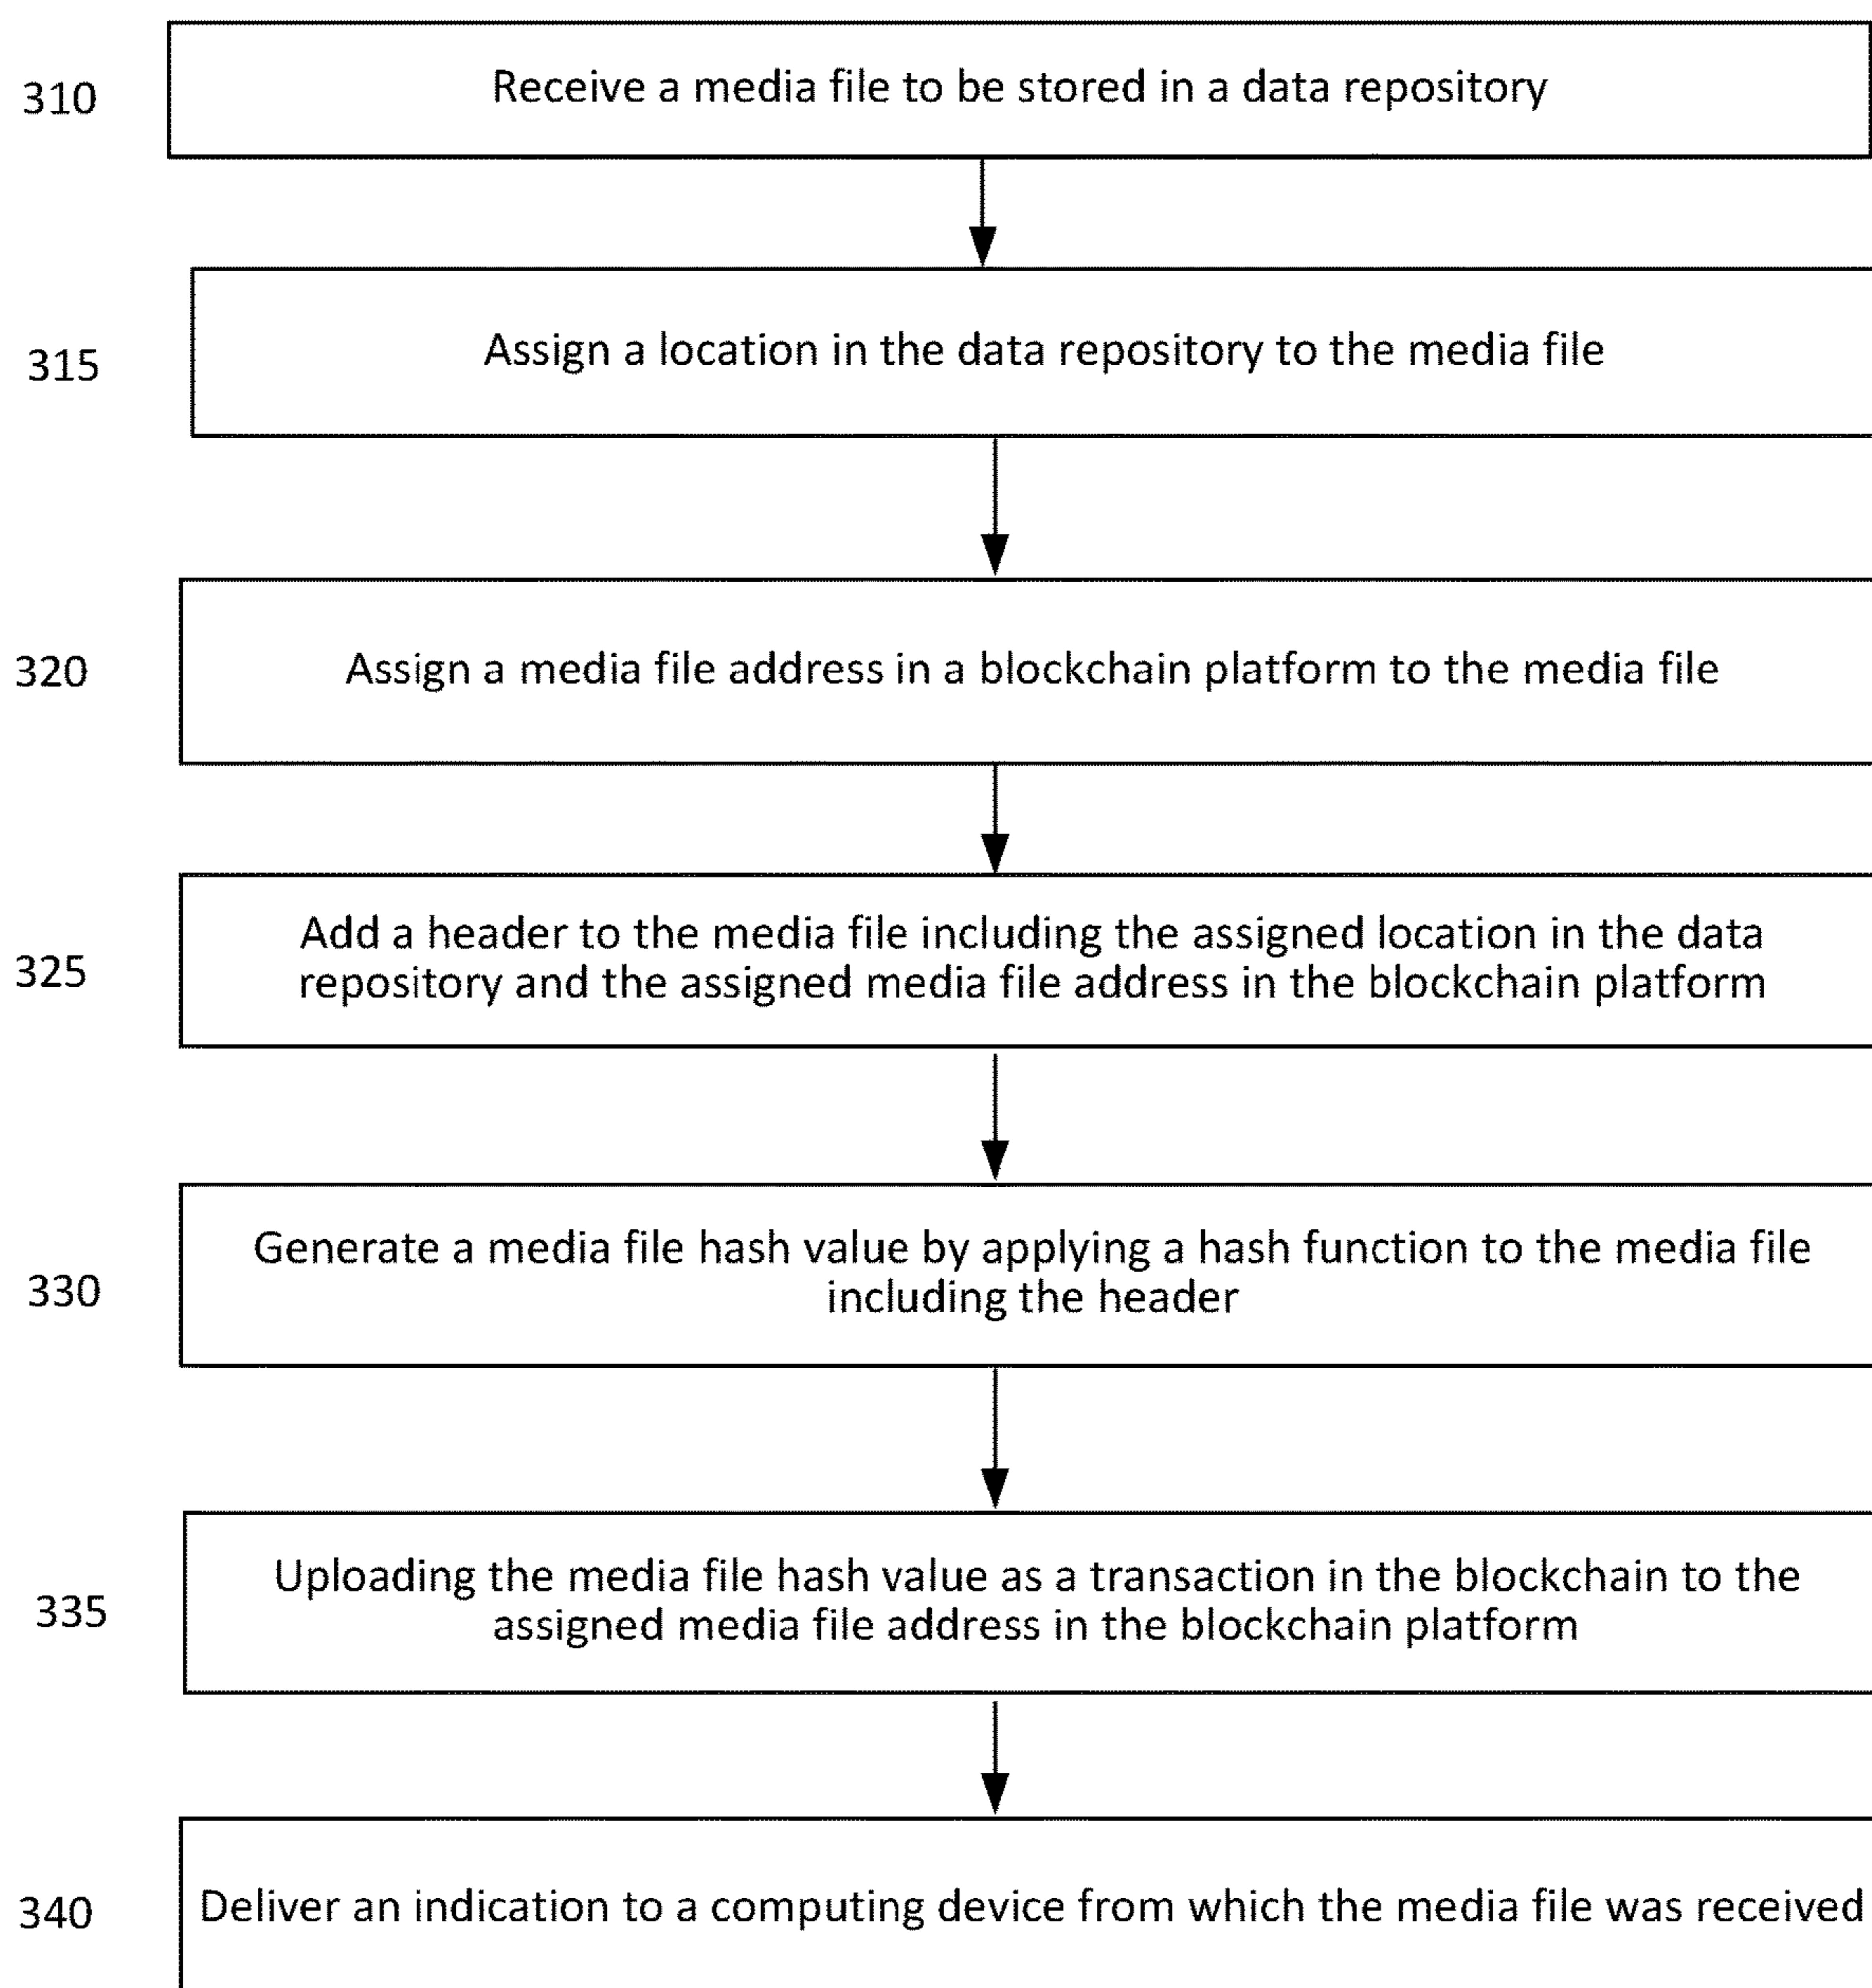 310
Receive a media file to be stored in a data repository
315
Assign a location in the data repository to the media file
320
Assign a media file address in a blockchain platform to the media file
325
Add a header to the media file including the assigned location in the data
repository and the assigned media file address in the blockchain platform
330
Generate a media file hash value by applying a hash function to the media file
including the header
335
Uploading the media file hash value as a transaction in the blockchain to the
assigned media file address in the blockchain platform
340
Deliver an indication to a computing device from which the media file was received